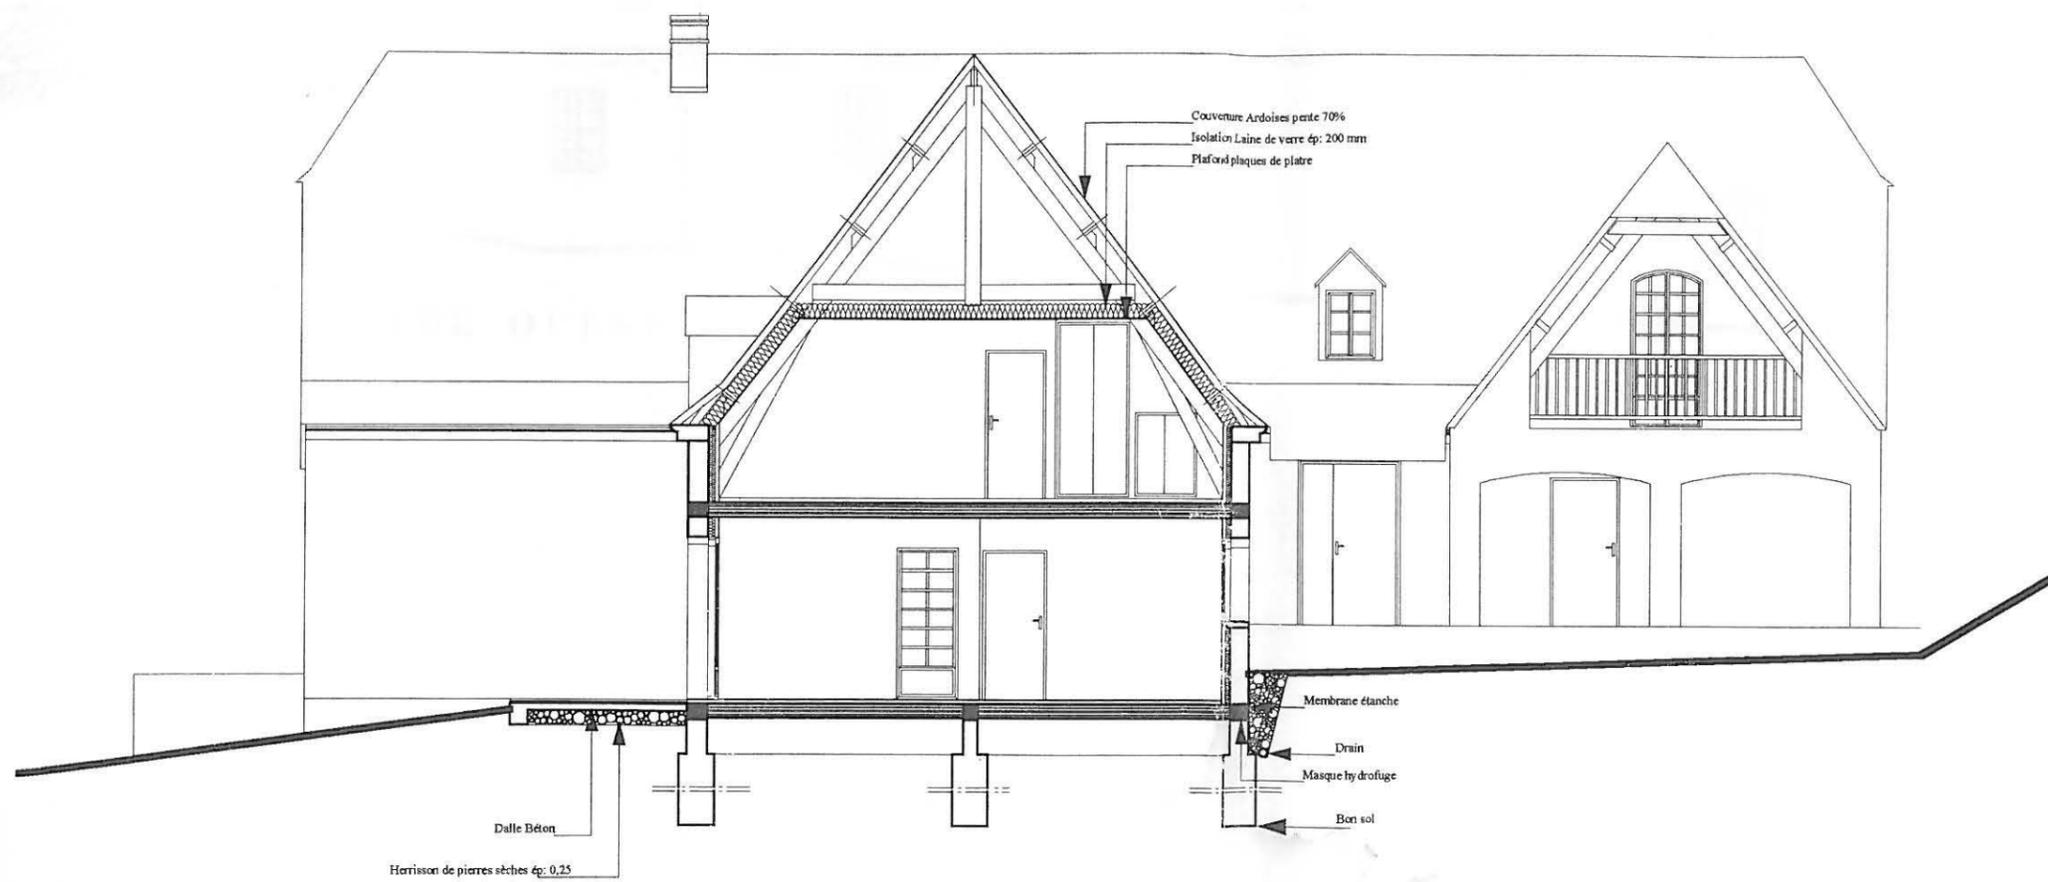 Couverture Ardoises pente 70%
Isolation Laine de verre ép: 200 mm
Plafond plaques de platre
Membrane étanche
Drain
Masque hydrofuge
Bon sol
Dalle Béton
Herrisson de pierres sèches ép: 0,25